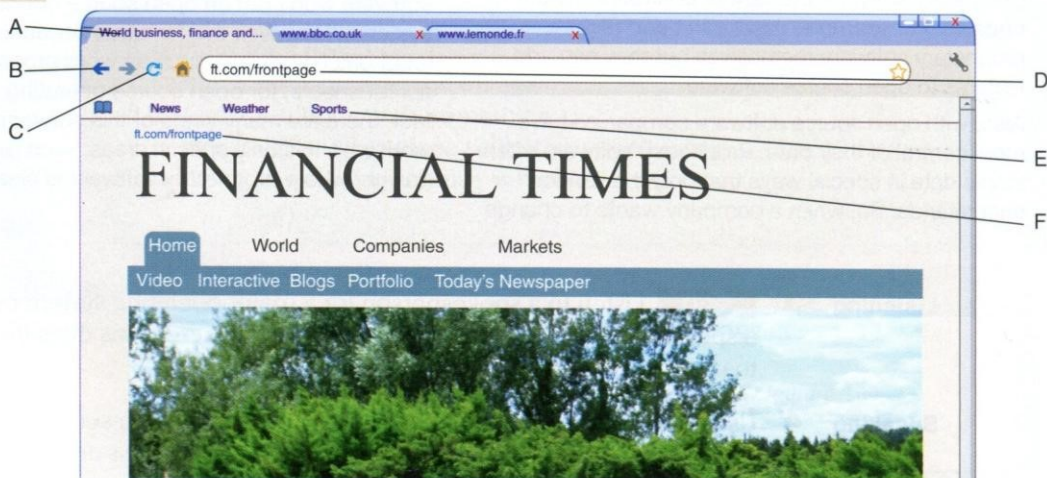 A World business, finance and... www.bbc.co.uk X www.lemonde.fr X X
B ft.com/frontpage D
C News Weather Sports
ft.com/frontpage E
FINANCIAL TIMES F
Home World Companies Markets
Video Interactive Blogs Portfolio Today's Newspaper